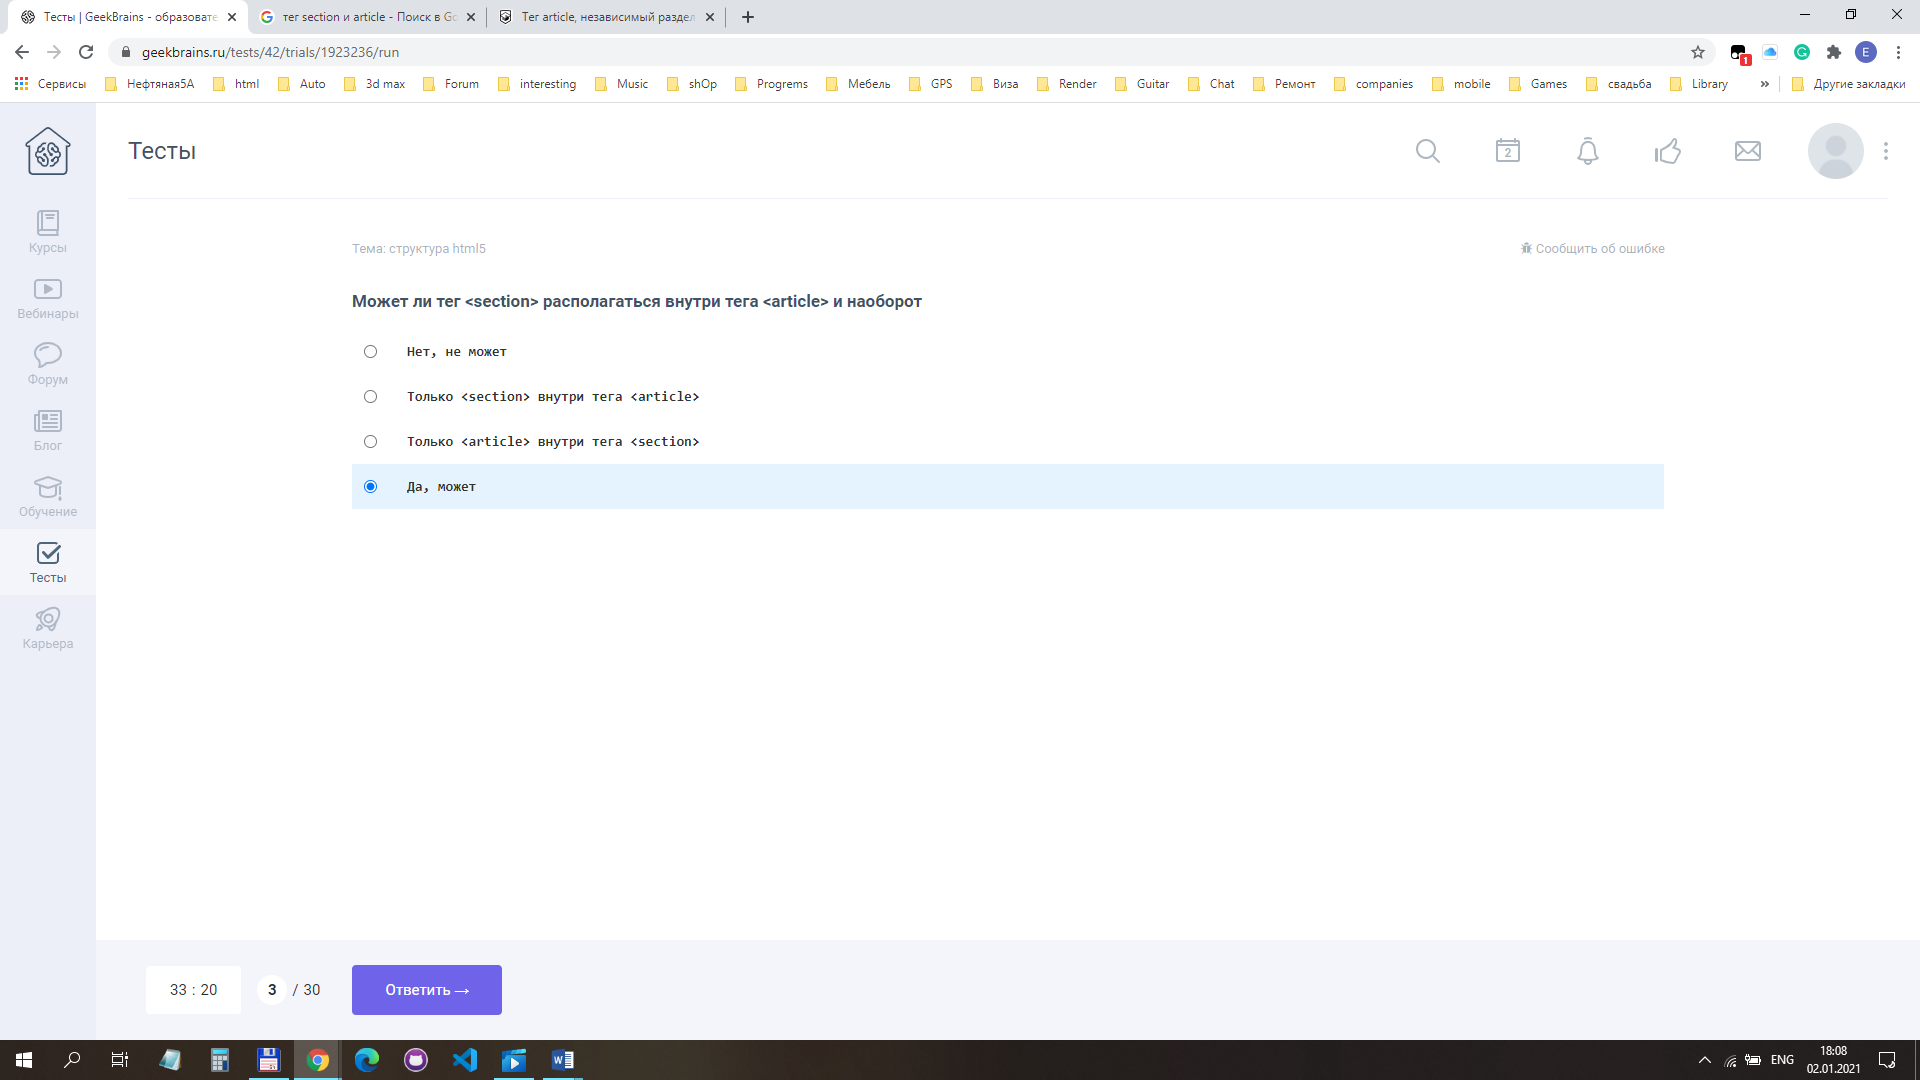 Тесты | GeekBrains - образовате
тег section и article - Поиск в Go
Тег article, независимый раздел
geekbrains.ru/tests/42/trials/1923236/run
1
E
Сервисы
Нефтяная5А
html
Auto
3d max
Forum
interesting
Music
shOp
Progrems
Мебель
GPS
Виза
Render
Guitar
Chat
Ремонт
companies
mobile
Games
свадьба
Library
»
Другие закладки
Тесты
2
Курсы
Вебинары
Форум
Блог
Обучение
Тесты
Карьера
Тема: структура html5
Сообщить об ошибке
Может ли тег <section> располагаться внутри тега <article> и наоборот
Нет, не может
Только <section> внутри тега <article>
Только <article> внутри тега <section>
Да, может
33 : 20
3 / 30
Ответить →
ENG
18:08
02.01.2021